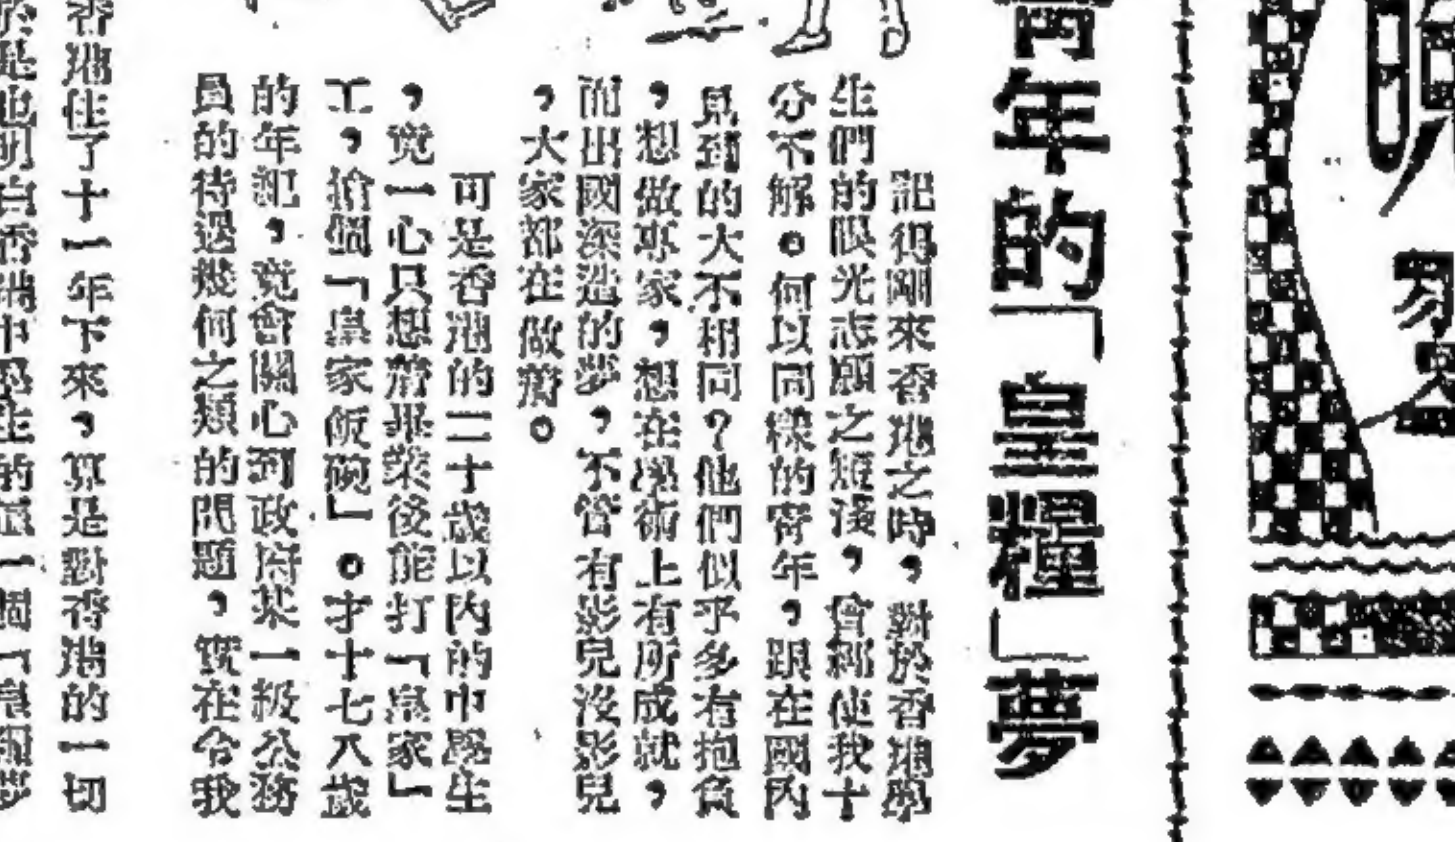 青年的「皇糧」夢
記得剛來香港之時，對於香港學
生們的眼光志願之短淺，曾經使我十
分不解。何以同樣的青年，跟在國內
見到的大不相同？他們似乎多有抱負
，想做專家，想在學術上有所成就，
而出國深造的夢，不管有影兒沒影兒
，大家都在做着。
可是香港的二十歲以內的中學生
，竟一心只想着畢業後能打「皇家」
工，搶個「皇家飯碗」。才十七八歲
的年紀，竟會關心到政府某一級公務
員的待遇幾何之類的問題，實在令我
香港住了十一年下來，算是對香港的一切
於是也明白香港中學生的這一個「皇糧夢